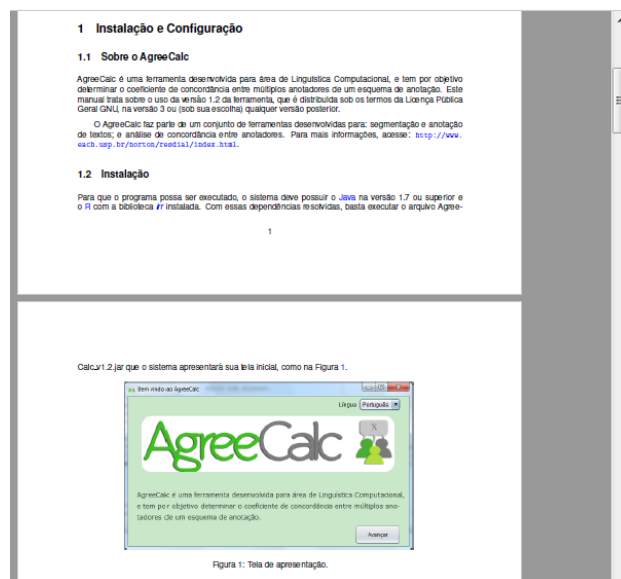 1 Instalação e Configuração
1.1 Sobre o AgreeCalc
AgreeCalc é uma ferramenta desenvolvida para área de Linguistica Computacional, e tem por objetivo
determinar o coeficiente de concordância entre múltiplos anotadores de um esquema de anotação. Este
manual trata sobre o uso da versão 1.2 da ferramenta, que é distribuída sob os termos da Licença Pública
Geral GNU, na versão 3 ou (sob sua escolha) qualquer versão posterior.
O AgreeCalc faz parte de um conjunto de ferramentas desenvolvidas para: segmentação e anotação
de textos; e análise de concordância entre anotadores. Para mais informações, acesse: http://www.
each.usp.br/norton/resdial/index.html.
1.2 Instalação
Para que o programa possa ser executado, o sistema deve possuir o Java na versão 1.7 ou superior e
o R com a biblioteca irr instalada. Com essas dependências resolvidas, basta executar o arquivo Agree-
1
Calc_v1.2.jar que o sistema apresentará sua tela inicial, como na Figura 1.
Bem vindo ao AgreeCalc
Língua Português
AgreeCalc
X
AgreeCalc é uma ferramenta desenvolvida para área de Linguistica Computacional,
e tem por objetivo determinar o coeficiente de concordância entre múltiplos ano-
tadores de um esquema de anotação.
Avançar
Figura 1: Tela de apresentação.